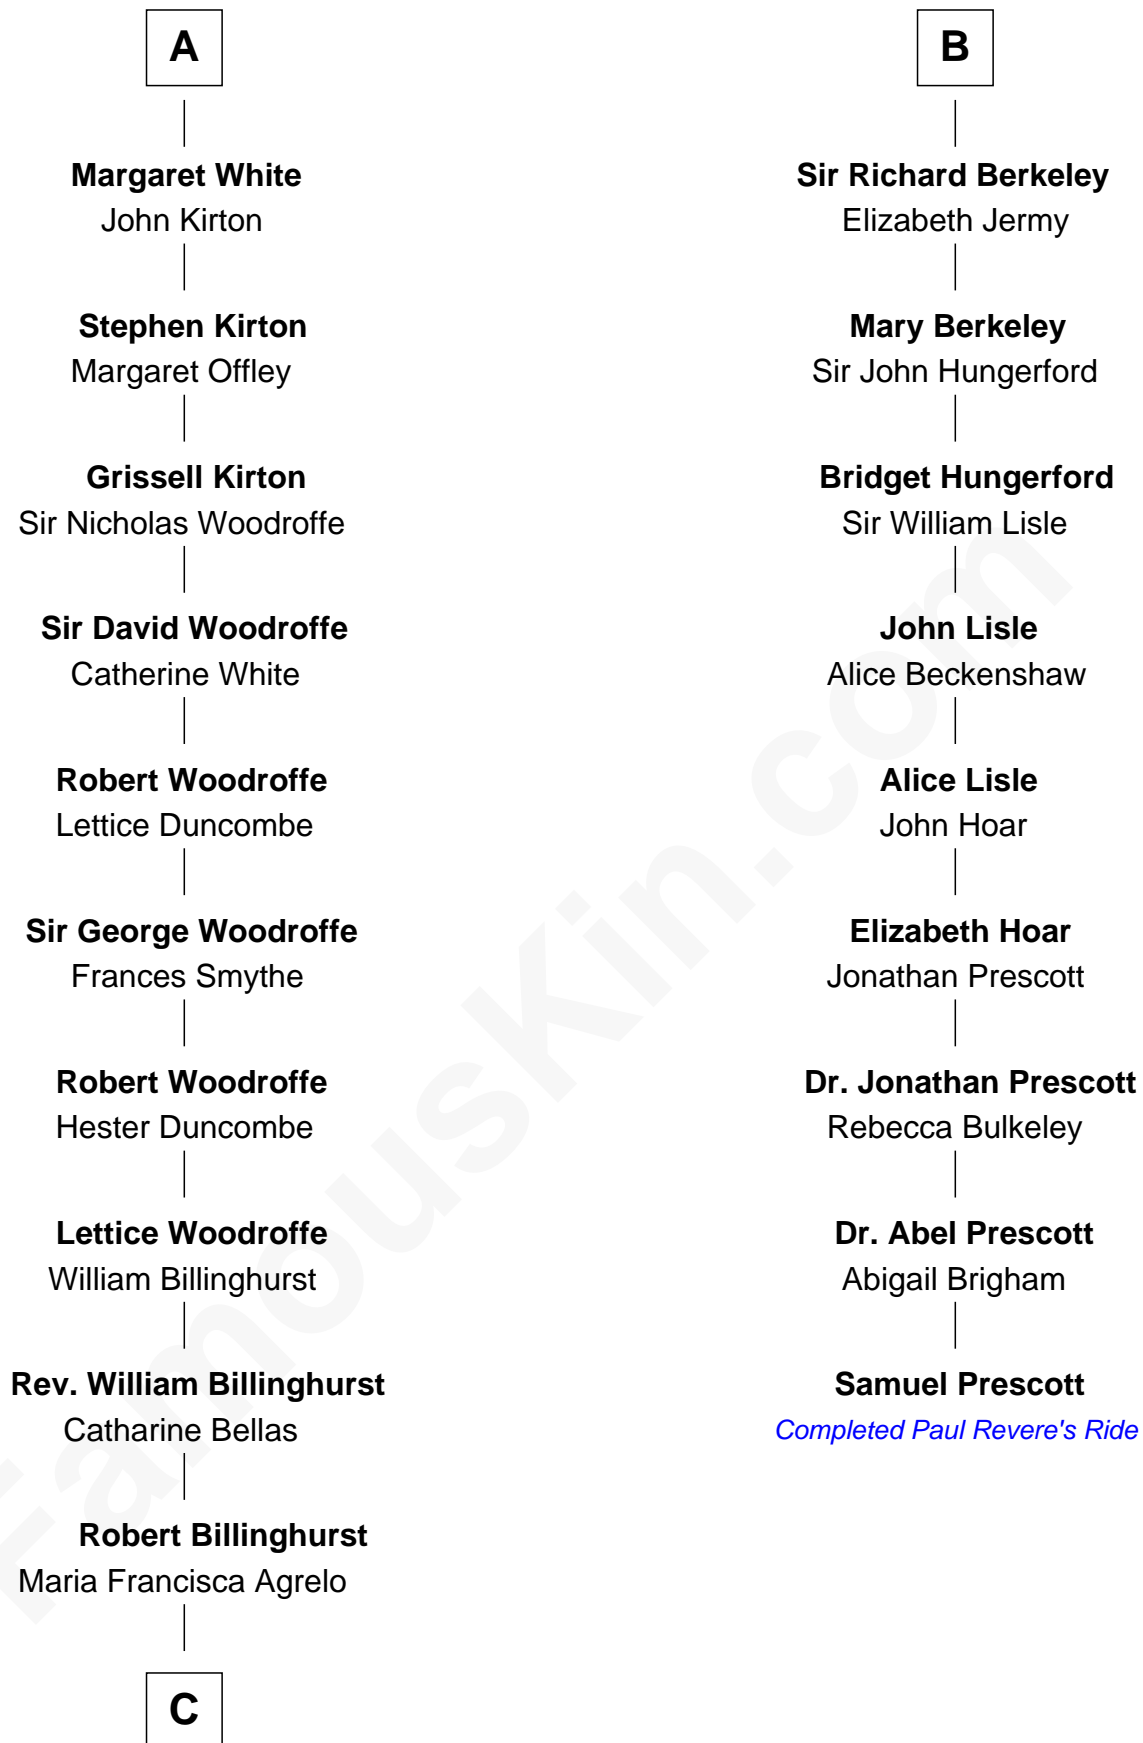 A
Margaret White
John Kirton
Stephen Kirton
Margaret Offley
Grissell Kirton
Sir Nicholas Woodroffe
Sir David Woodroffe
Catherine White
Robert Woodroffe
Lettice Duncombe
Sir George Woodroffe
Frances Smythe
Robert Woodroffe
Hester Duncombe
Lettice Woodroffe
William Billinghurst
Rev. William Billinghurst
Catharine Bellas
Robert Billinghurst
Maria Francisca Agrelo
C
B
Sir Richard Berkeley
Elizabeth Jermy
Mary Berkeley
Sir John Hungerford
Bridget Hungerford
Sir William Lisle
John Lisle
Alice Beckenshaw
Alice Lisle
John Hoar
Elizabeth Hoar
Jonathan Prescott
Dr. Jonathan Prescott
Rebecca Bulkeley
Dr. Abel Prescott
Abigail Brigham
Samuel Prescott
Completed Paul Revere's Ride
FamousKin.com